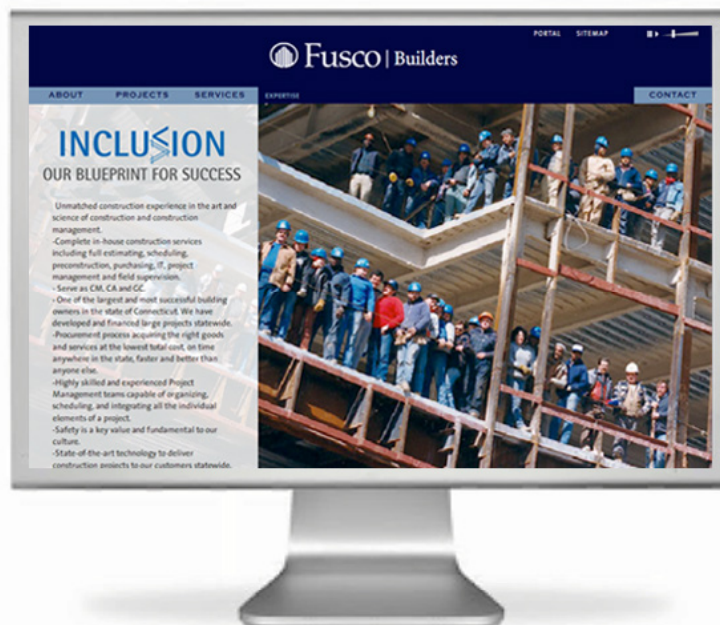 PORTAL SITEMAP
Fusco | Builders
ABOUT PROJECTS SERVICES EXPERTISE CONTACT
INCLUSION
OUR BLUEPRINT FOR SUCCESS
Unmatched construction experience in the art and
science of construction and construction
management.
-Complete in-house construction services
including full estimating, scheduling,
preconstruction, purchasing, IT, project
management and field supervision.
- Serve as CM, CA and GC.
- One of the largest and most successful building
owners in the state of Connecticut. We have
developed and financed large projects statewide.
-Procurement process acquiring the right goods
and services at the lowest total cost, on time
anywhere in the state, faster and better than
anyone else.
-Highly skilled and experienced Project
Management teams capable of organizing,
scheduling, and integrating all the individual
elements of a project.
-Safety is a key value and fundamental to our
culture.
-State-of-the-art technology to deliver
construction projects to our customers statewide.